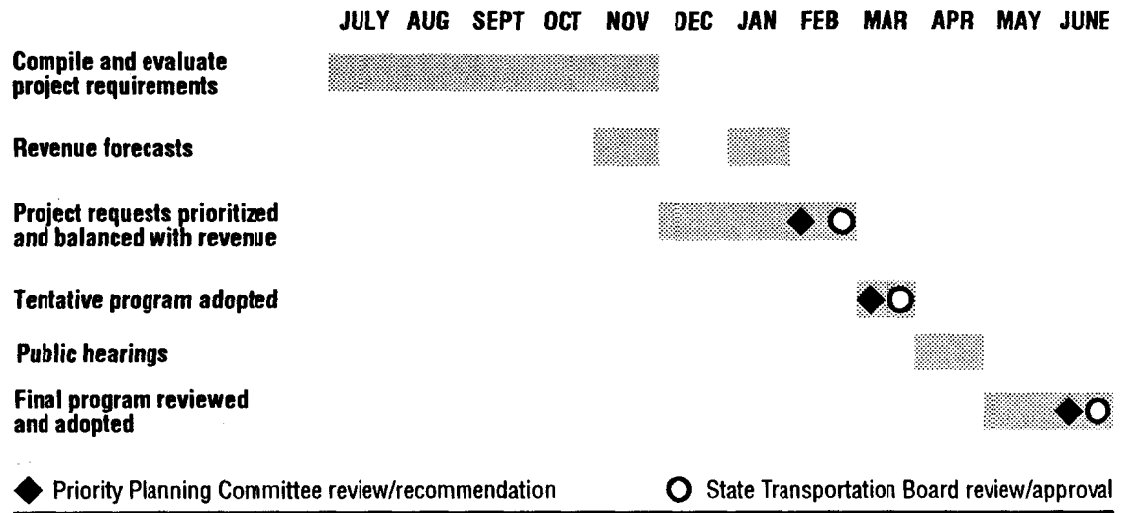 JULY AUG SEPT OCT NOV DEC JAN FEB MAR APR MAY JUNE
Compile and evaluate
project requirements
Revenue forecasts
Project requests prioritized
and balanced with revenue
Tentative program adopted
Public hearings
Final program reviewed
and adopted
Priority Planning Committee review/recommendation
State Transportation Board review/approval